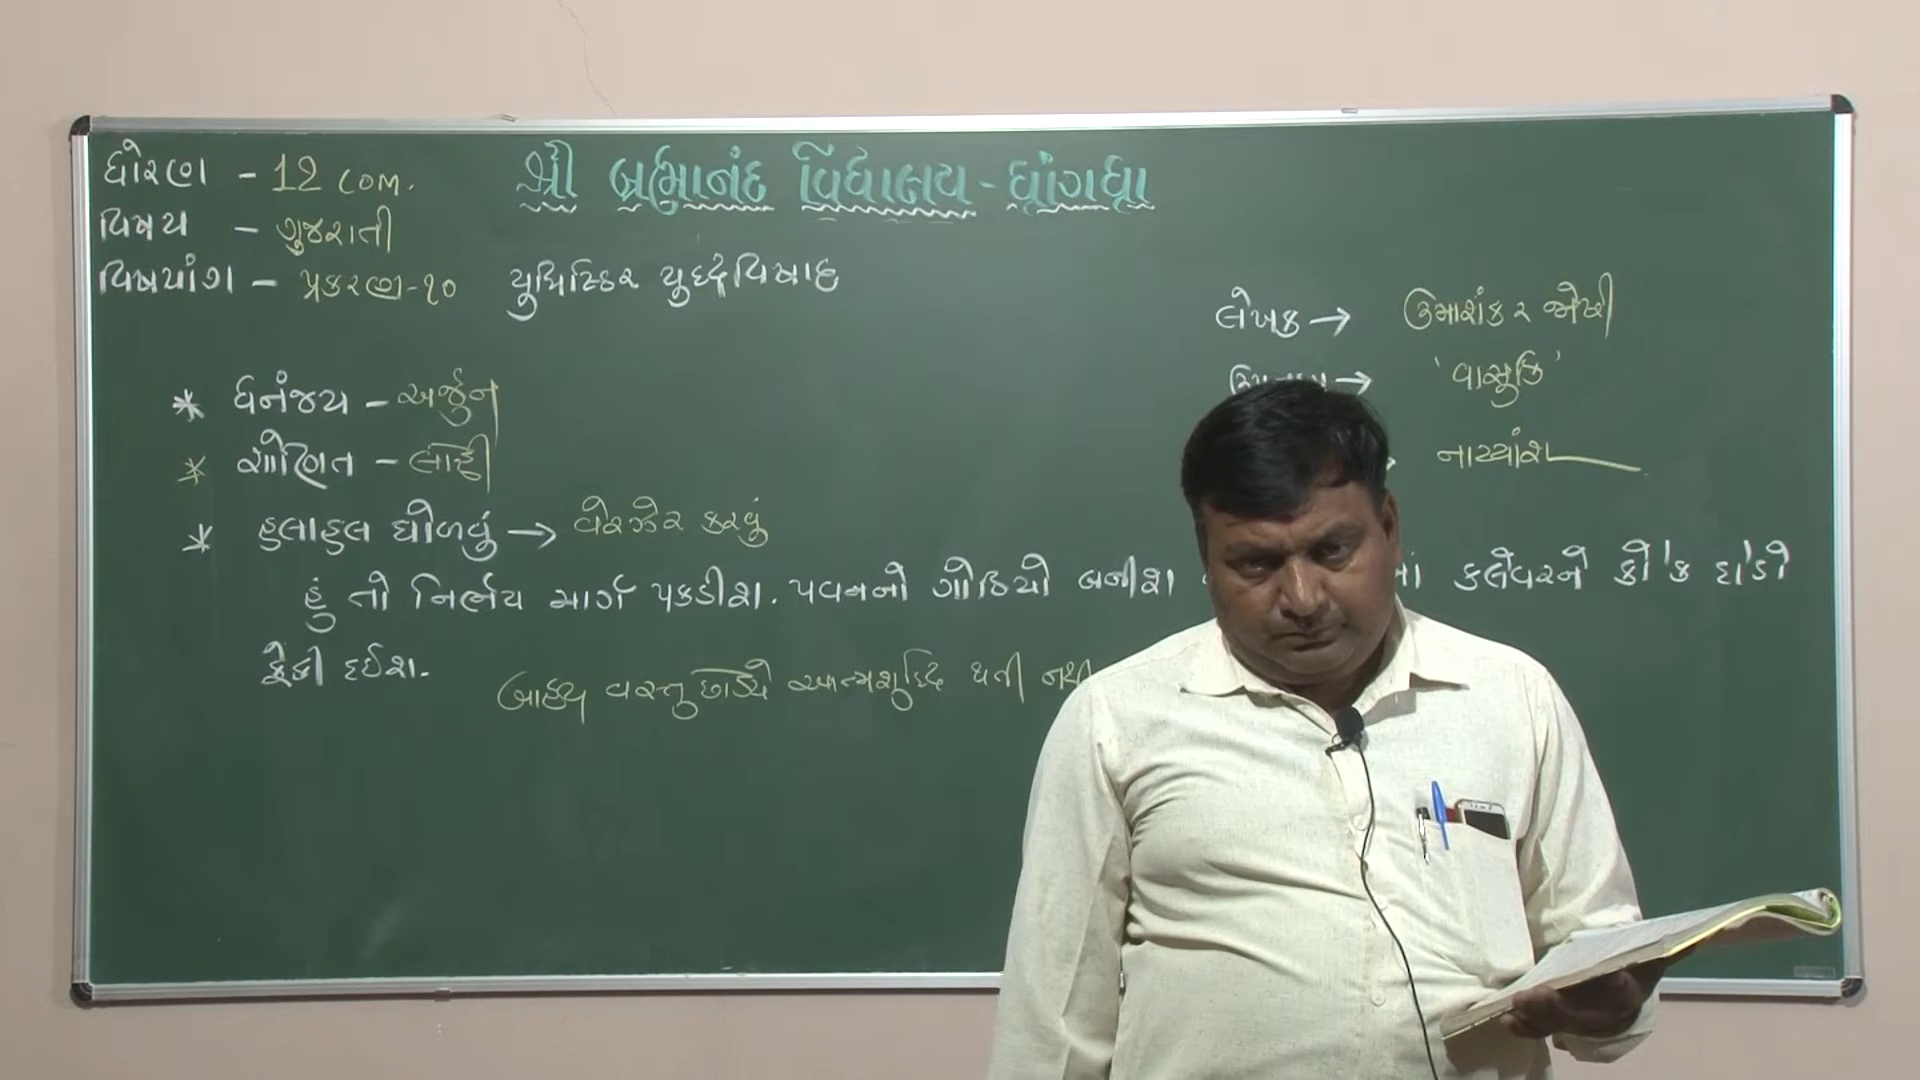 શ્રી બ્રહ્માનંદ વિદ્યાલય - ધ્રાંગધ્રા
ધોરણ - 12 com.
વિષય - ગુજરાતી
વિષયાંગ - પ્રકરણ-૧૦ યુધિષ્ઠિર યુદ્ધવિષાદ
લેખક → ઉમાશંકર જોષી
→ 'વાસુકિ'
નાટ્યાંશ
* ધનંજય - અર્જુન
* શોણિત - લોહી
* હલાહલ ઘોળવું → વેરઝેર કરવું
હું તો નિર્ભય માર્ગ પકડીશ. પવનનો ગોઠિયો બનીશ કલેવરને કો'ક દા'ડો
ફેંકી દઈશ.
બાહ્ય વસ્તુ છોડ્યે આત્મશુદ્ધિ થતી નથી